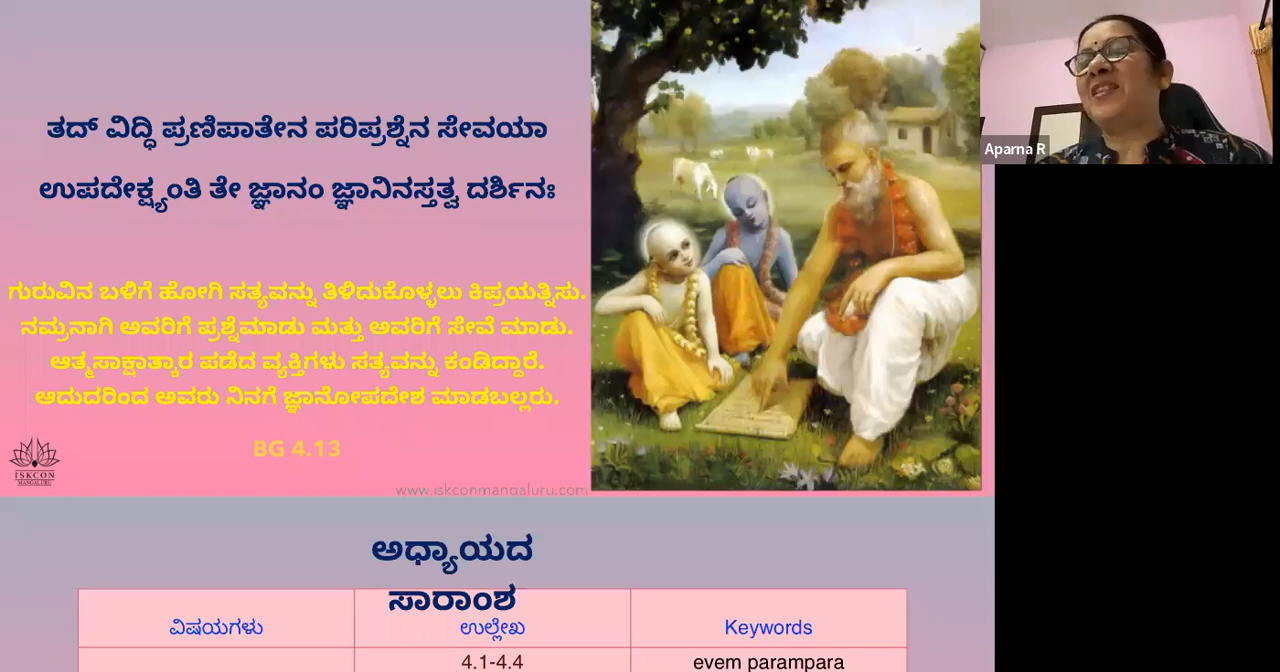 ತದ್ ವಿದ್ಧಿ ಪ್ರಣಿಪಾತೇನ ಪರಿಪ್ರಶ್ನೇನ ಸೇವಯಾ
ಉಪದೇಕ್ಷ್ಯಂತಿ ತೇ ಜ್ಞಾನಂ ಜ್ಞಾನಿನಸ್ತತ್ವ ದರ್ಶಿನಃ
ಗುರುವಿನ ಬಳಿಗೆ ಹೋಗಿ ಸತ್ಯವನ್ನು ತಿಳಿದುಕೊಳ್ಳಲು ಕಿಪ್ರಯತ್ನಿಸು.
ನಮ್ರನಾಗಿ ಅವರಿಗೆ ಪ್ರಶ್ನೆಮಾಡು ಮತ್ತು ಅವರಿಗೆ ಸೇವೆ ಮಾಡು.
ಆತ್ಮಸಾಕ್ಷಾತ್ಕಾರ ಪಡೆದ ವ್ಯಕ್ತಿಗಳು ಸತ್ಯವನ್ನು ಕಂಡಿದ್ದಾರೆ.
ಆದುದರಿಂದ ಅವರು ನಿನಗೆ ಜ್ಞಾನೋಪದೇಶ ಮಾಡಬಲ್ಲರು.
BG 4.13
ISKCON
MANGALURU
www.iskconmangaluru.com
Aparna R
ಅಧ್ಯಾಯದ
ಸಾರಾಂಶ
ವಿಷಯಗಳು ಉಲ್ಲೇಖ Keywords
4.1-4.4 evem parampara